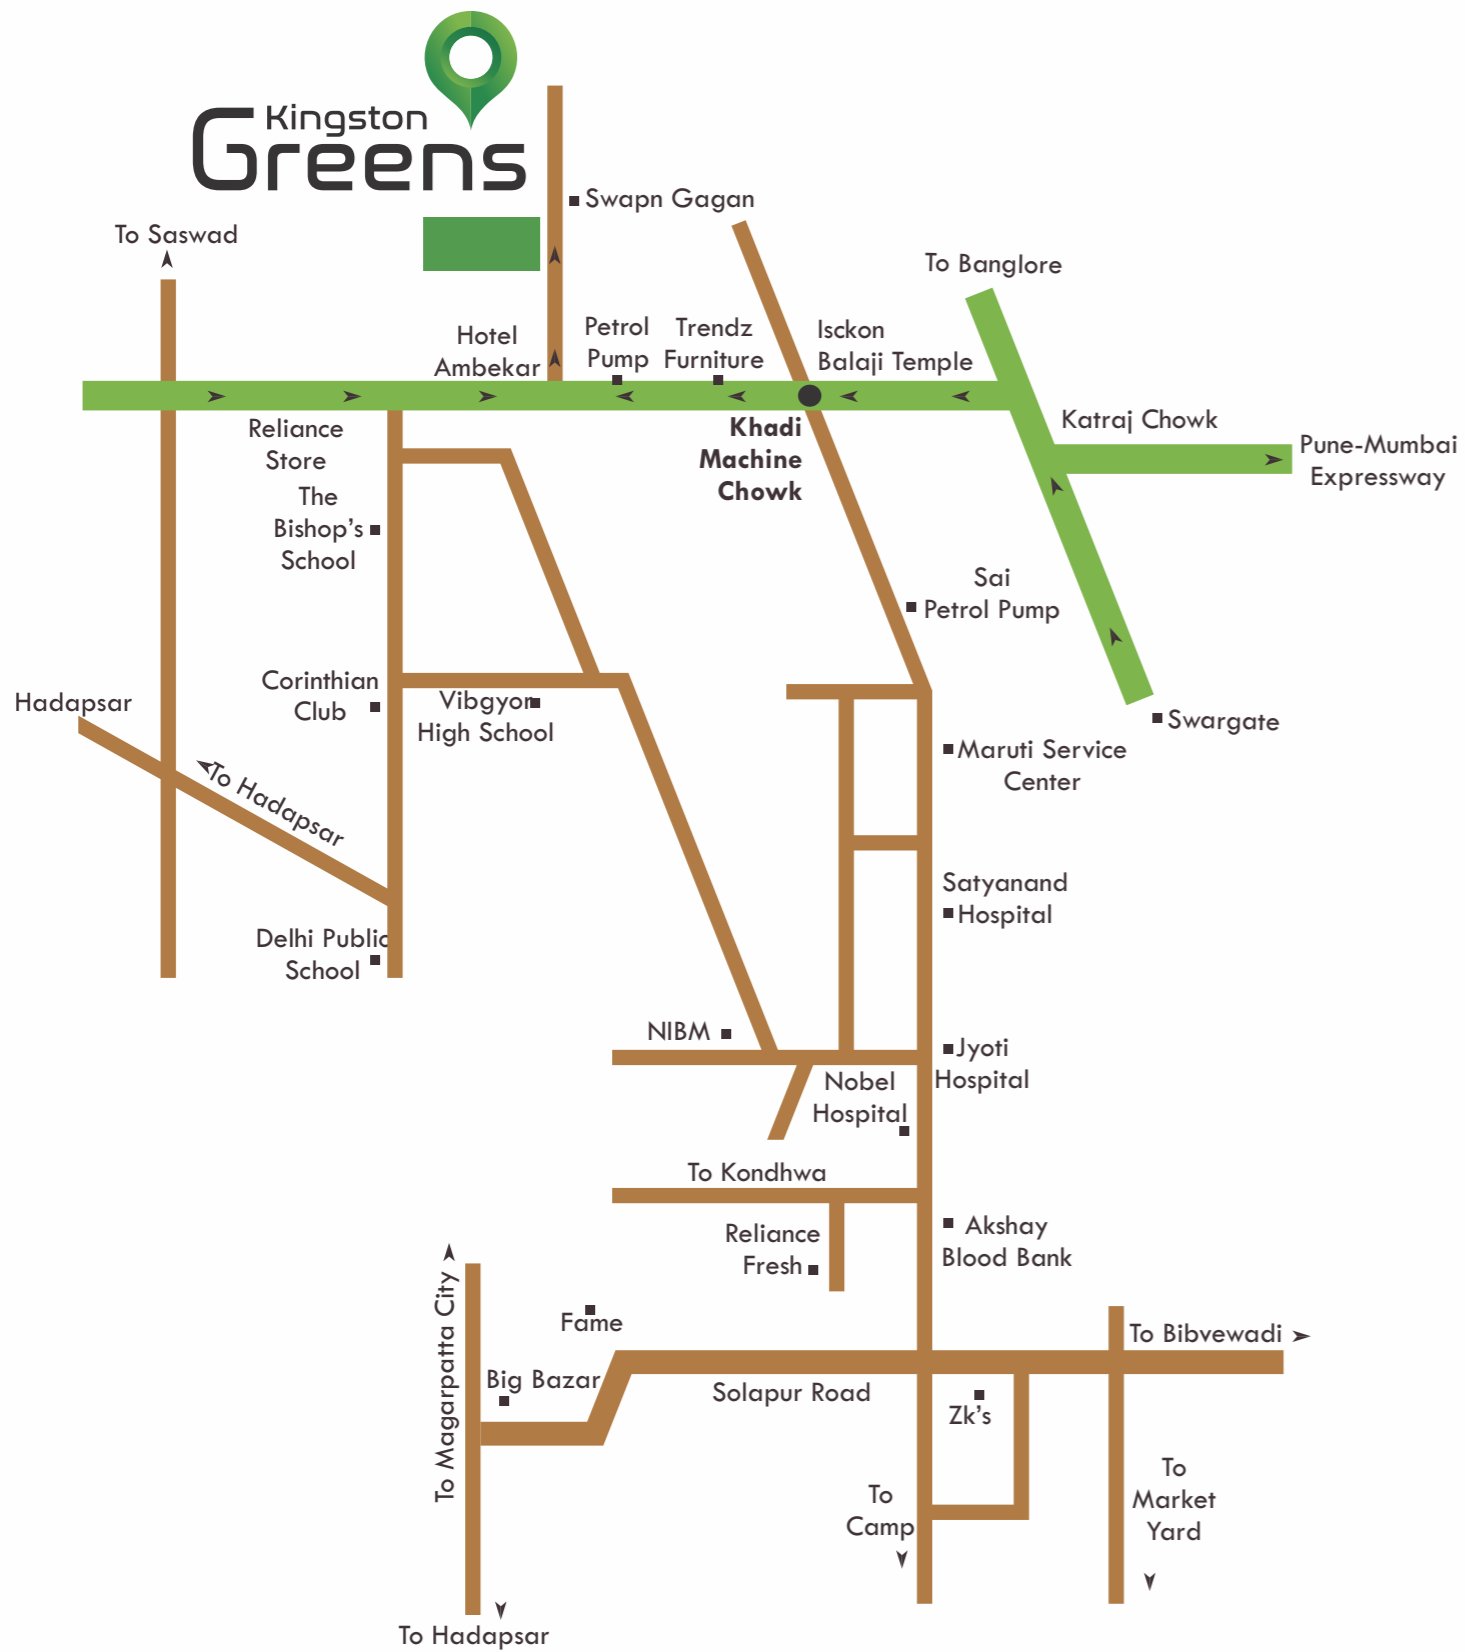 Kingston
Greens
Swapn Gagan
To Saswad
To Banglore
Hotel
Ambekar
Petrol
Pump
Trendz
Furniture
Isckon
Balaji Temple
Reliance
Store
Khadi
Machine
Chowk
Katraj Chowk
Pune-Mumbai
Expressway
The
Bishop's
School
Sai
Petrol Pump
Corinthian
Club
Hadapsar
Vibgyor
High School
Swargate
To Hadapsar
Maruti Service
Center
Satyanand
Hospital
Delhi Public
School
NIBM
Jyoti
Hospital
Nobel
Hospital
To Kondhwa
Reliance
Fresh
Akshay
Blood Bank
To Magarpatta City
Fame
To Bibvewadi
Big Bazar
Solapur Road
Zk's
To
Camp
To
Market
Yard
To Hadapsar